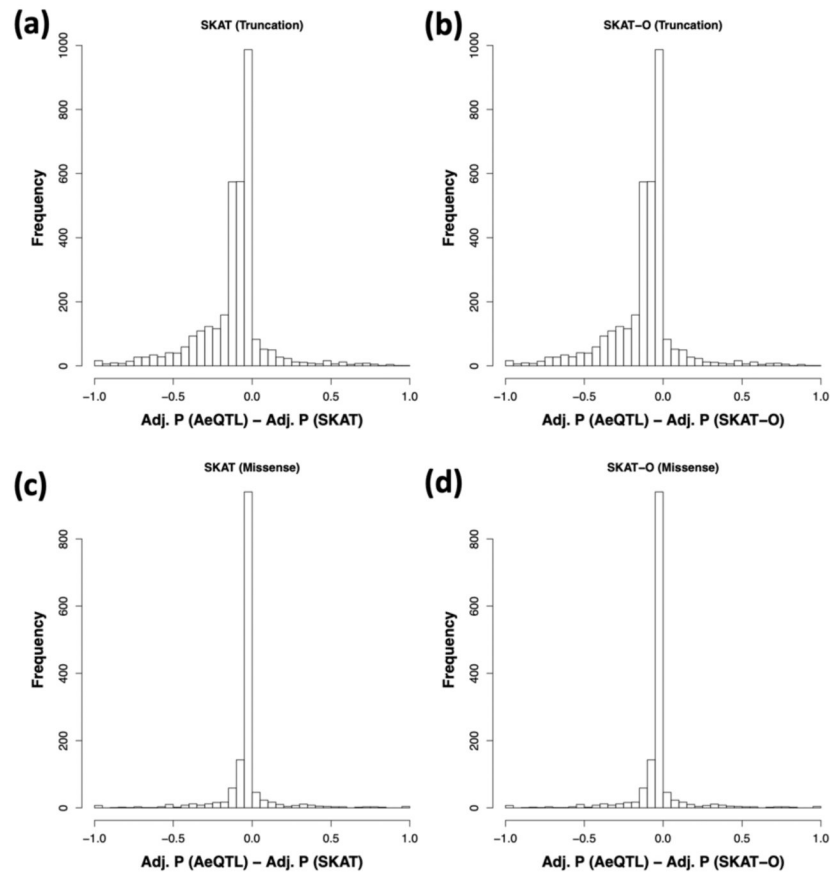 (a)
SKAT (Truncation)
1000
800
600
400
200
0
Frequency
−1.0 −0.5 0.0 0.5 1.0
Adj. P (AeQTL) − Adj. P (SKAT)
(b)
SKAT−O (Truncation)
1000
800
600
400
200
0
Frequency
−1.0 −0.5 0.0 0.5 1.0
Adj. P (AeQTL) − Adj. P (SKAT−O)
(c)
SKAT (Missense)
800
600
400
200
0
Frequency
−1.0 −0.5 0.0 0.5 1.0
Adj. P (AeQTL) − Adj. P (SKAT)
(d)
SKAT−O (Missense)
800
600
400
200
0
Frequency
−1.0 −0.5 0.0 0.5 1.0
Adj. P (AeQTL) − Adj. P (SKAT−O)